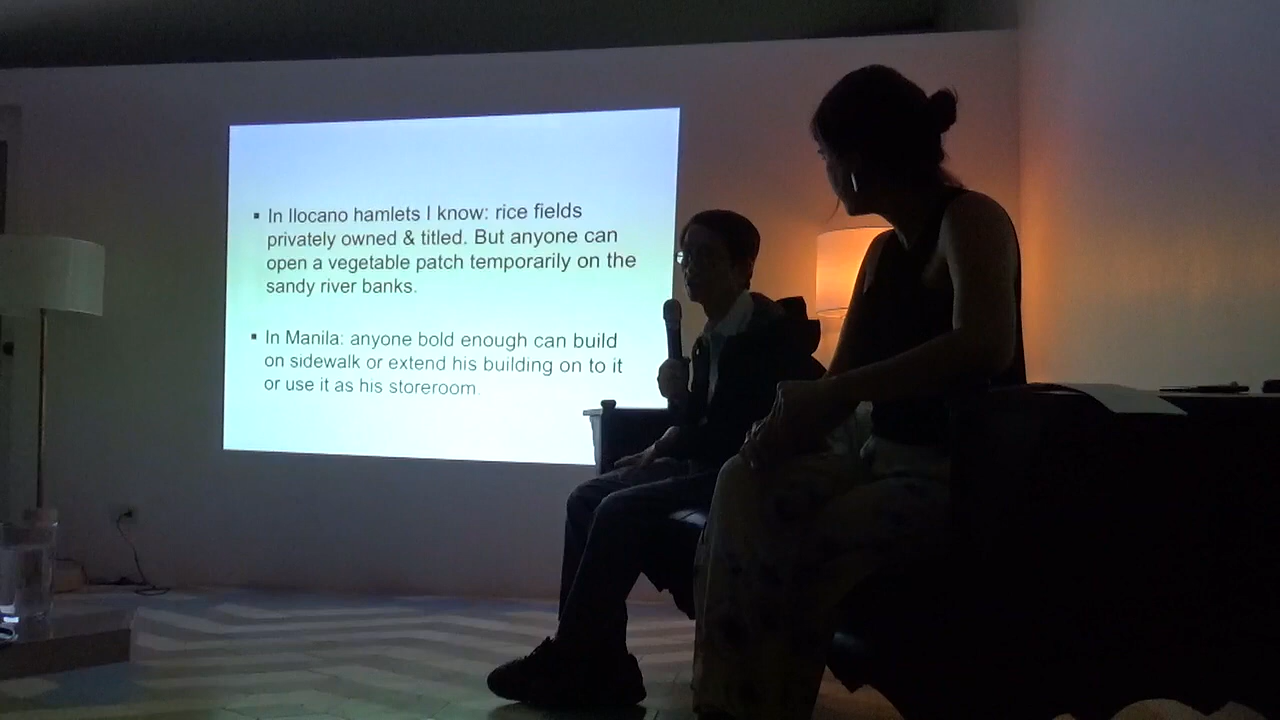 ▪ In Ilocano hamlets I know: rice fields
privately owned & titled. But anyone can
open a vegetable patch temporarily on the
sandy river banks.
▪ In Manila: anyone bold enough can build
on sidewalk or extend his building on to it
or use it as his storeroom.